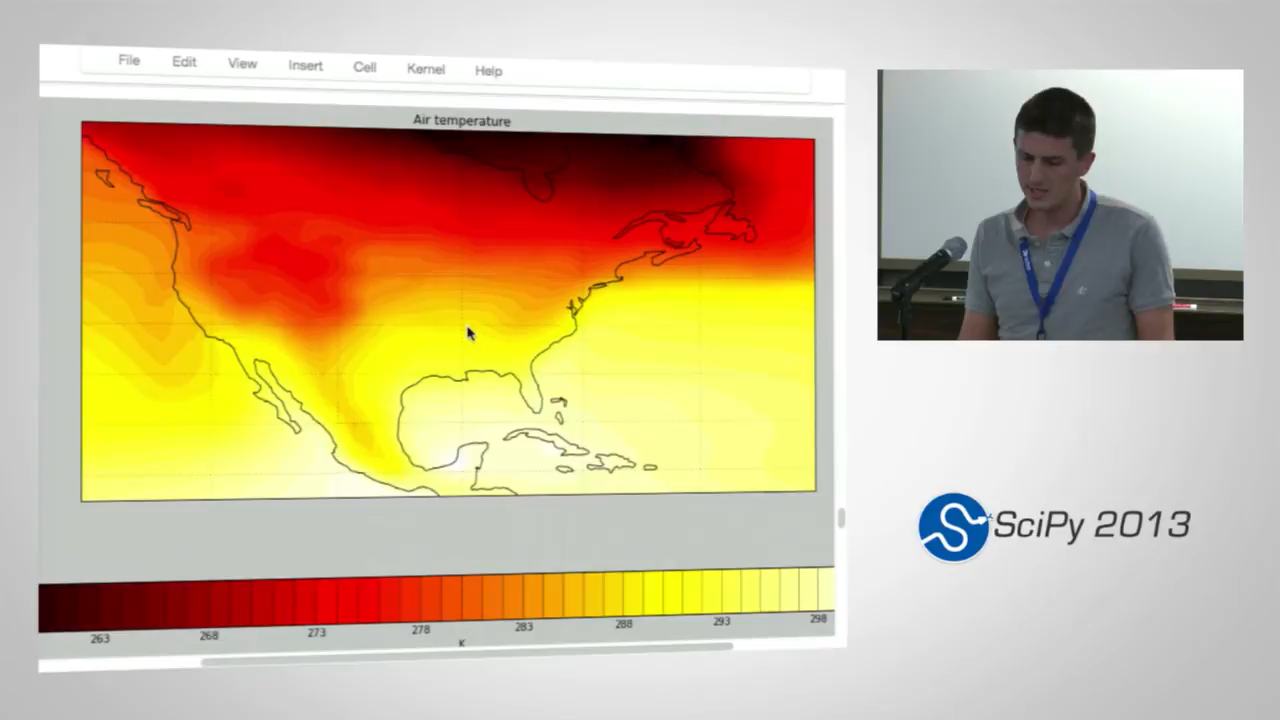 File Edit View Insert Cell Kernel Help
Air temperature
263 268 273 278 283 288 293 298
K
SciPy 2013